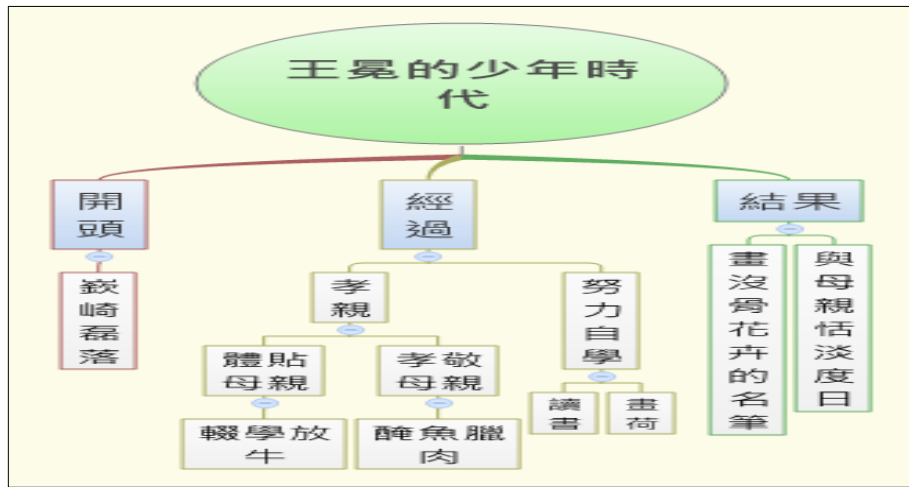 王冕的少年時
代
開
頭
經
過
結果
嶔
崎
磊
落
孝
親
努
力
自
學
畫
沒
骨
花
卉
的
名
筆
與
母
親
恬
淡
度
日
體貼
母親
孝敬
母親
讀
書
畫
荷
輟學放
牛
醃魚臘
肉